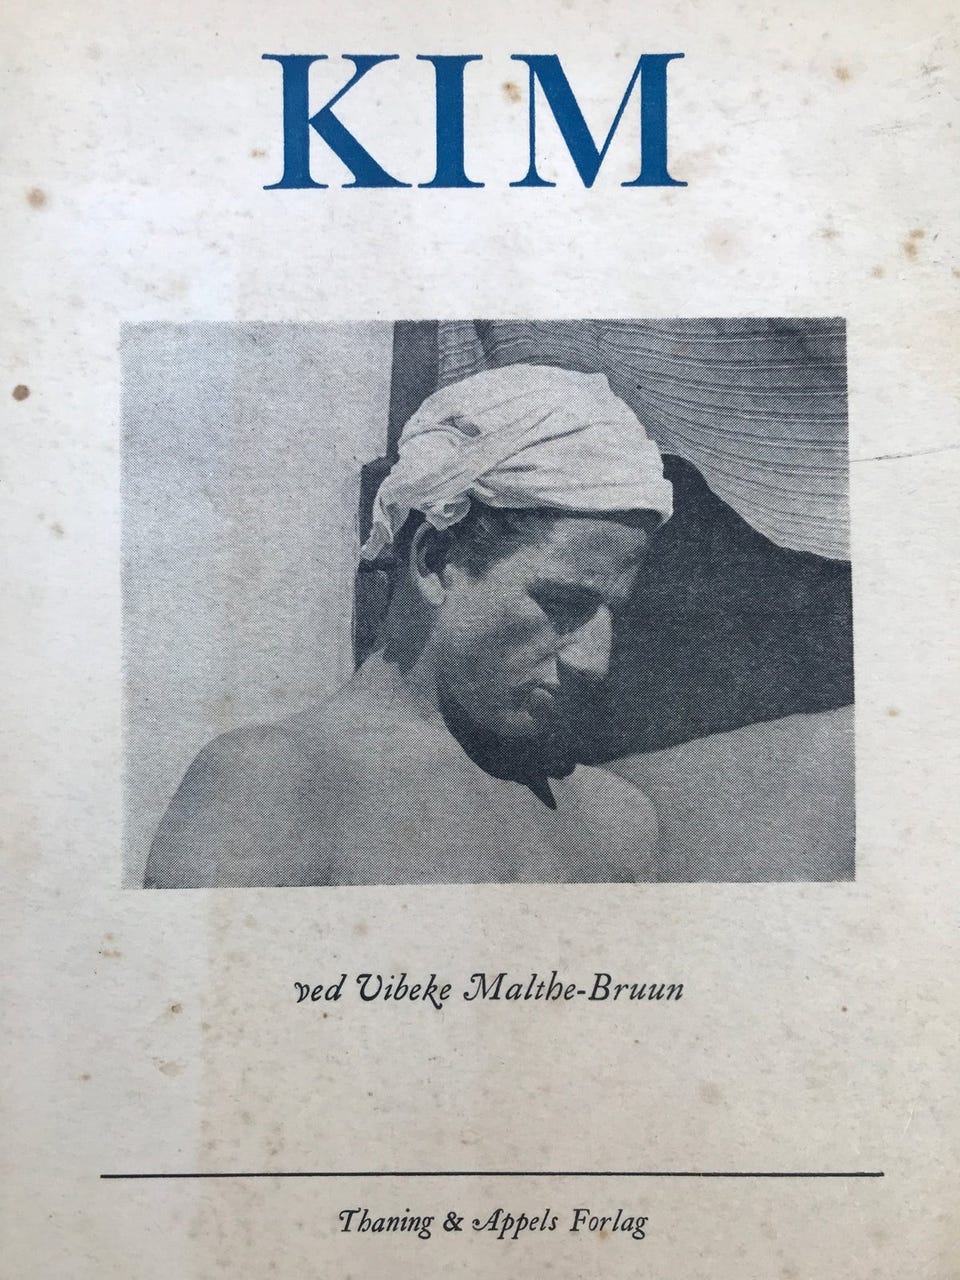 KIM
ved Vibeke Malthe-Bruun
Thaning & Appels Forlag